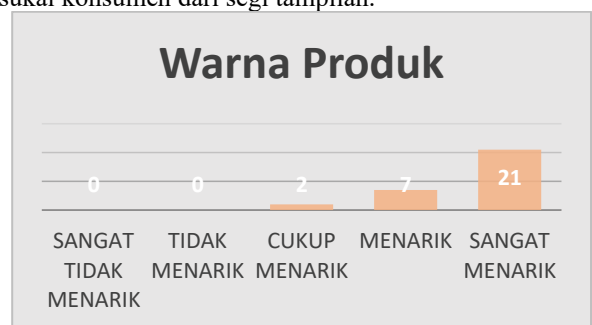 sukai konsumen dari segi tampilan.
Warna Produk
0 0 2 7 21
SANGAT TIDAK CUKUP MENARIK SANGAT
TIDAK MENARIK MENARIK MENARIK
MENARIK